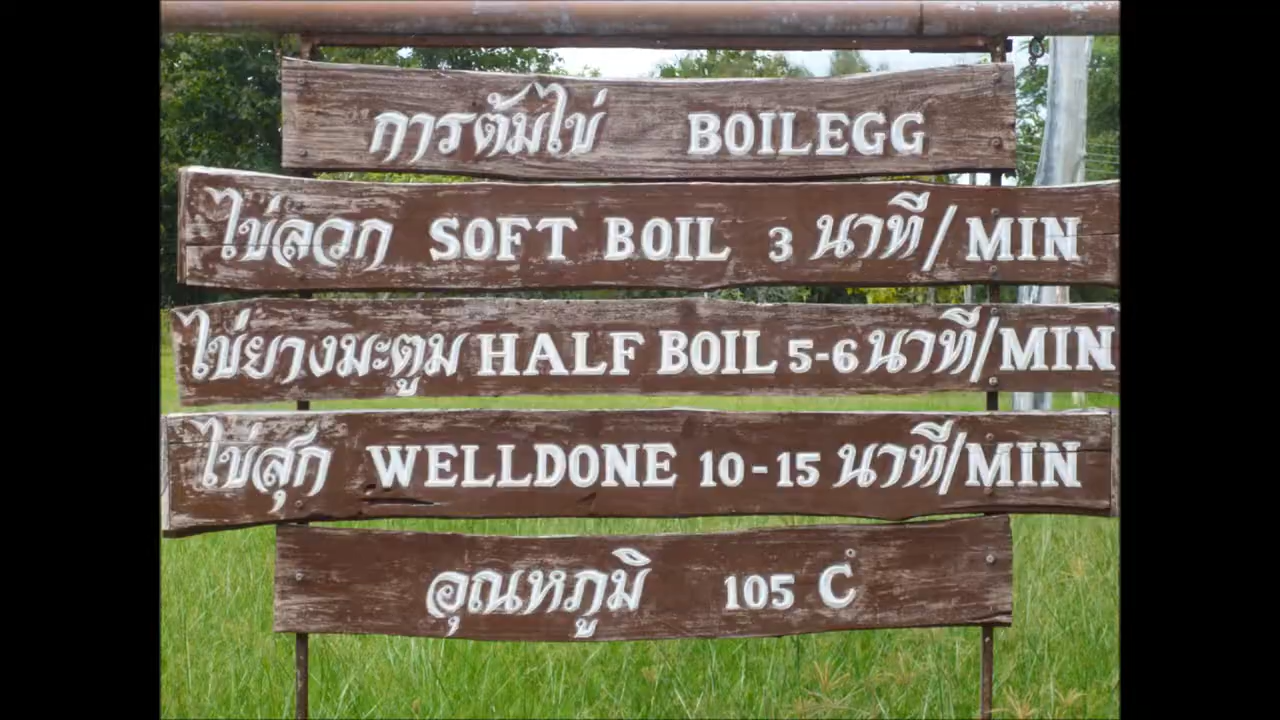 การต้มไข่ BOILEGG
ไข่ลวก SOFT BOIL 3 นาที/MIN
ไข่ยางมะตูม HALF BOIL 5-6 นาที/MIN
ไข่สุก WELLDONE 10-15 นาที/MIN
อุณหภูมิ 105 C°